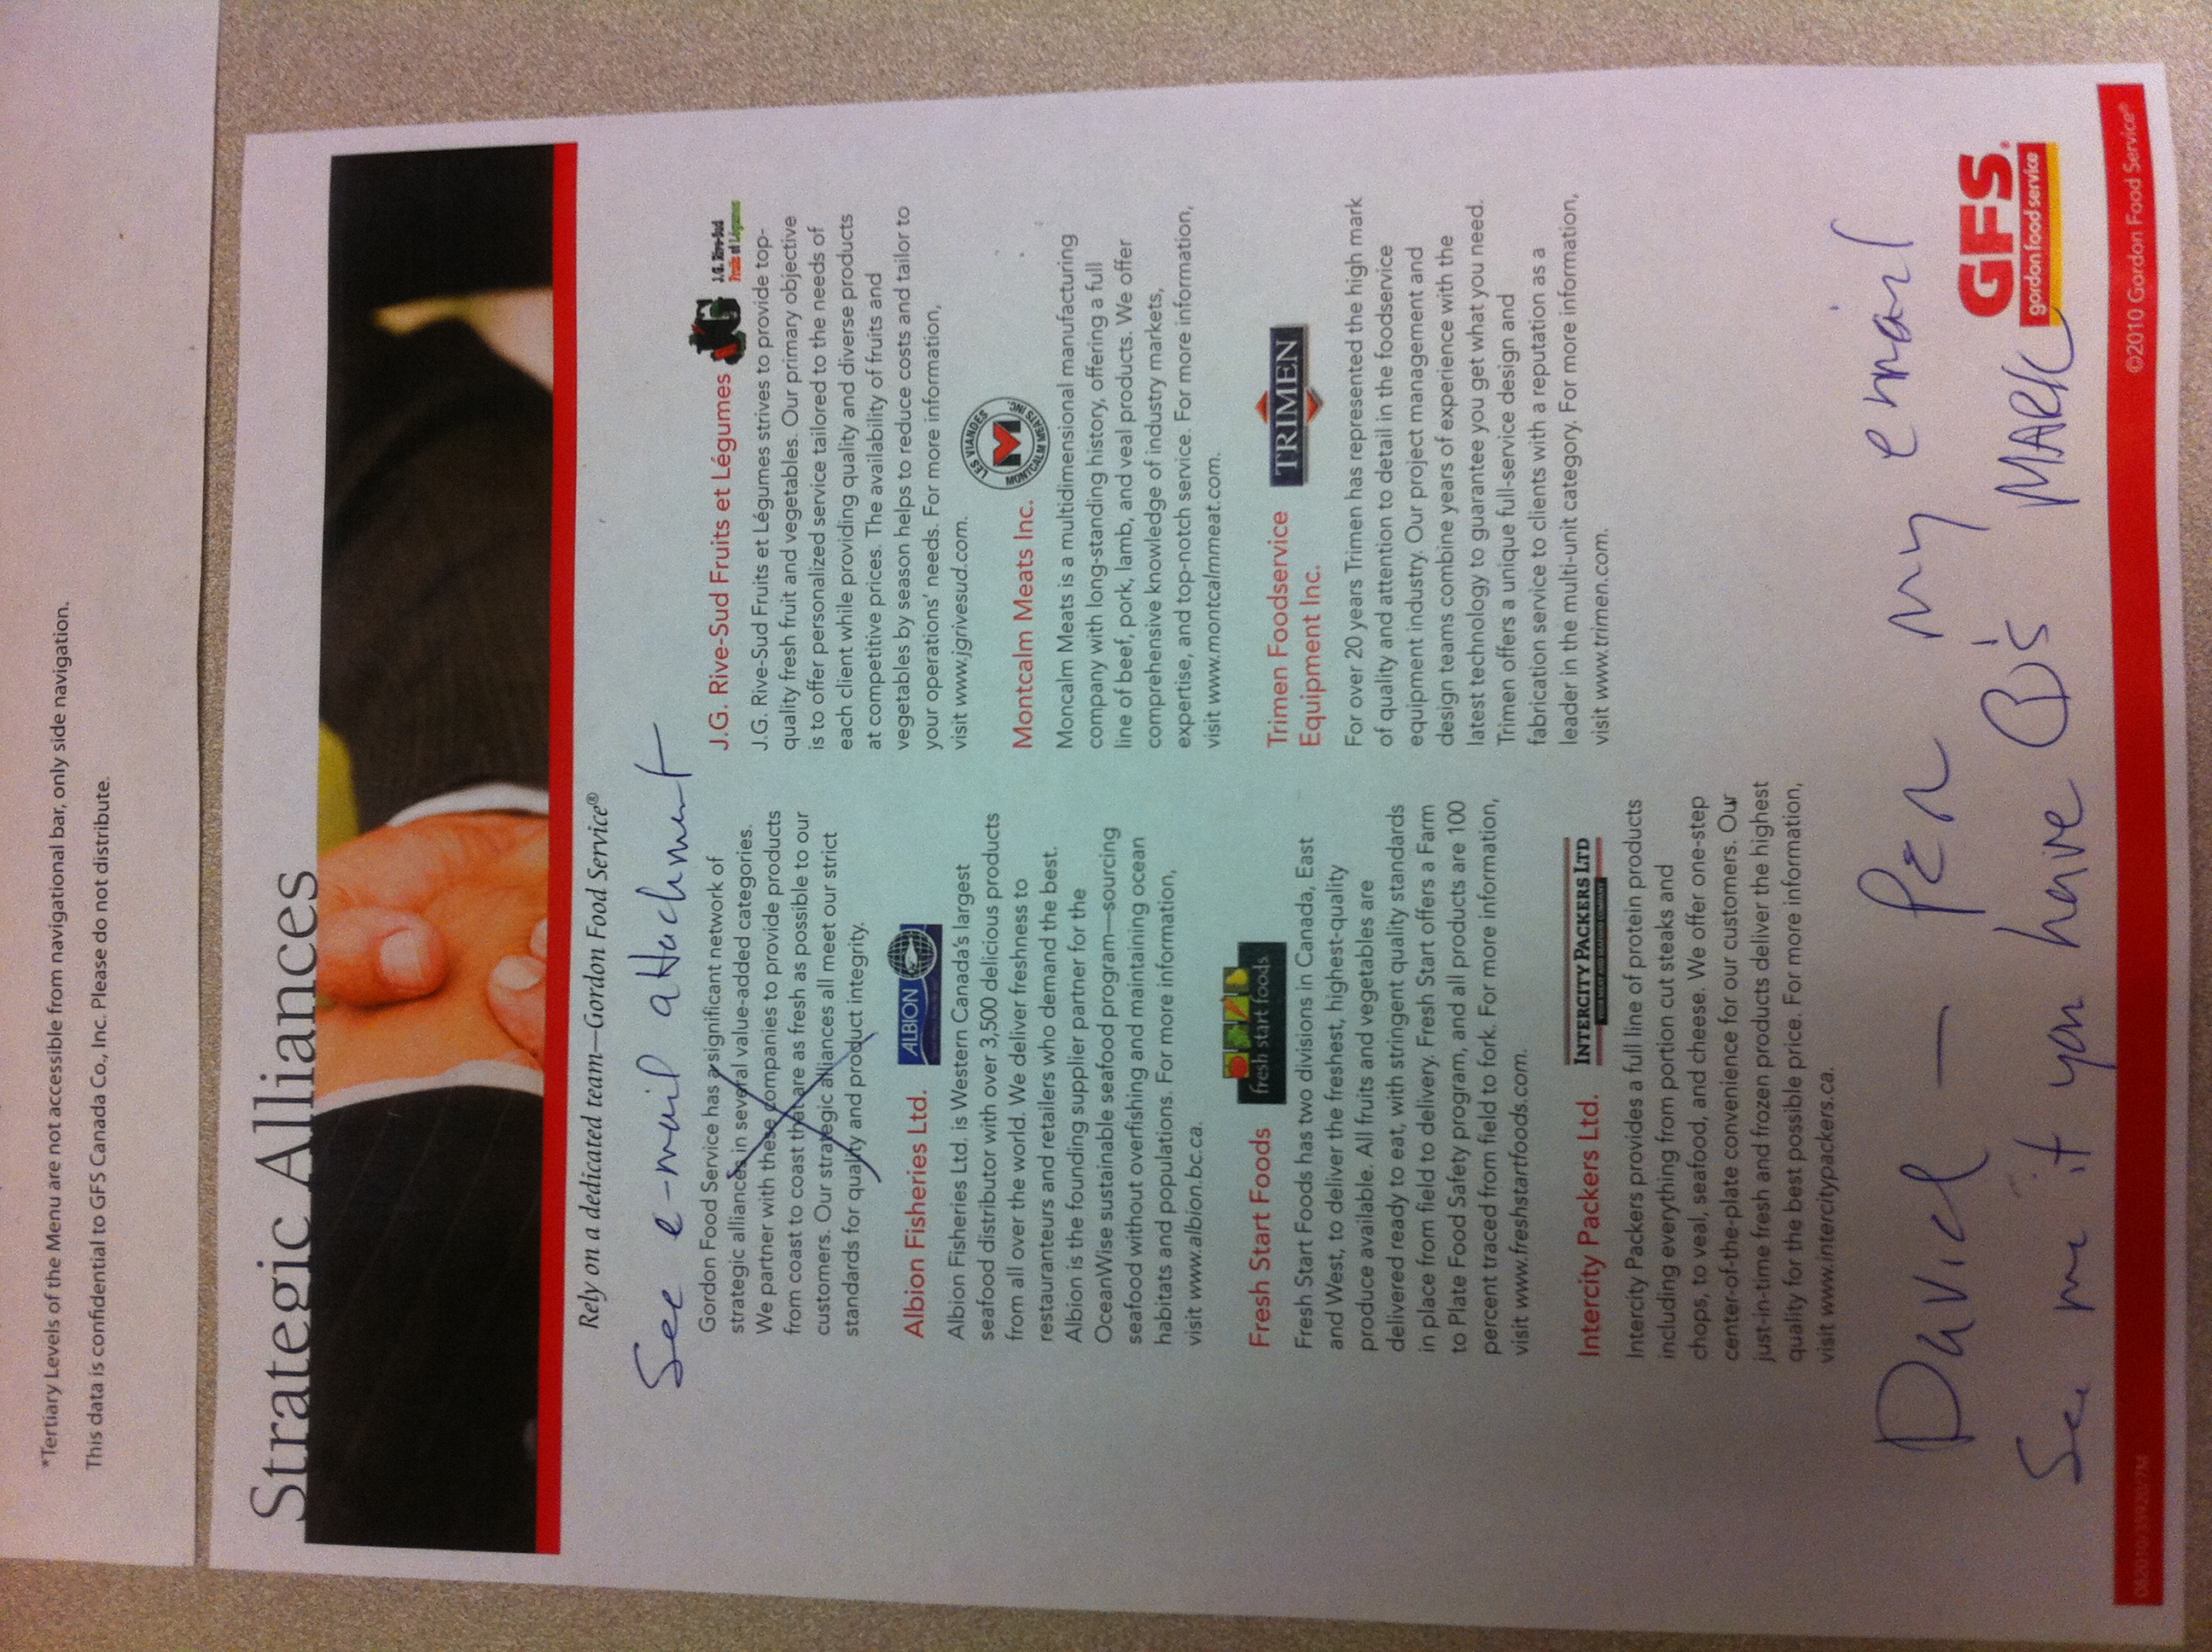 *Tertiary Levels of the Menu are not accessible from navigational bar, only side navigation.
This data is confidential to GFS Canada Co., Inc. Please do not distribute.
Strategic Alliances
Rely on a dedicated team—Gordon Food Service®
See e-mail attachment
Gordon Food Service has a significant network of
strategic alliances in several value-added categories.
We partner with these companies to provide products
from coast to coast that are as fresh as possible to our
customers. Our strategic alliances all meet our strict
standards for quality and product integrity.
Albion Fisheries Ltd.
ALBION
Albion Fisheries Ltd. is Western Canada's largest
seafood distributor with over 3,500 delicious products
from all over the world. We deliver freshness to
restauranteurs and retailers who demand the best.
Albion is the founding supplier partner for the
OceanWise sustainable seafood program—sourcing
seafood without overfishing and maintaining ocean
habitats and populations. For more information,
visit www.albion.bc.ca.
Fresh Start Foods
fresh start foods
Fresh Start Foods has two divisions in Canada, East
and West, to deliver the freshest, highest-quality
produce available. All fruits and vegetables are
delivered ready to eat, with stringent quality standards
in place from field to delivery. Fresh Start offers a Farm
to Plate Food Safety program, and all products are 100
percent traced from field to fork. For more information,
visit www.freshstartfoods.com.
Intercity Packers Ltd.
INTERCITY PACKERS LTD
YOUR MEAT AND SEAFOOD COMPANY
Intercity Packers provides a full line of protein products
including everything from portion cut steaks and
chops, to veal, seafood, and cheese. We offer one-step
center-of-the-plate convenience for our customers. Our
just-in-time fresh and frozen products deliver the highest
quality for the best possible price. For more information,
visit www.intercitypackers.ca.
J.G. Rive-Sud Fruits et Légumes
JG
J.G. Rive-Sud
Fruits et Légumes
J.G. Rive-Sud Fruits et Légumes strives to provide top-
quality fresh fruit and vegetables. Our primary objective
is to offer personalized service tailored to the needs of
each client while providing quality and diverse products
at competitive prices. The availability of fruits and
vegetables by season helps to reduce costs and tailor to
your operations' needs. For more information,
visit www.jgrivesud.com.
Montcalm Meats Inc.
LES VIANDES
M
MONTCALM MEATS INC.
Moncalm Meats is a multidimensional manufacturing
company with long-standing history, offering a full
line of beef, pork, lamb, and veal products. We offer
comprehensive knowledge of industry markets,
expertise, and top-notch service. For more information,
visit www.montcalmmeat.com.
Trimen Foodservice
Equipment Inc.
TRIMEN
For over 20 years Trimen has represented the high mark
of quality and attention to detail in the foodservice
equipment industry. Our project management and
design teams combine years of experience with the
latest technology to guarantee you get what you need.
Trimen offers a unique full-service design and
fabrication service to clients with a reputation as a
leader in the multi-unit category. For more information,
visit www.trimen.com.
David — Per my email
See me if you have Q's MARK
GFS®
gordon food service
082010/35920/7M
©2010 Gordon Food Service®